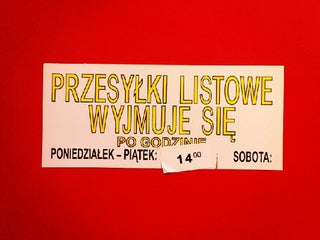 PRZESYŁKI LISTOWE
WYJMUJE SIĘ
PO GODZINIE
PONIEDZIAŁEK – PIĄTEK: 14⁰⁰ SOBOTA: